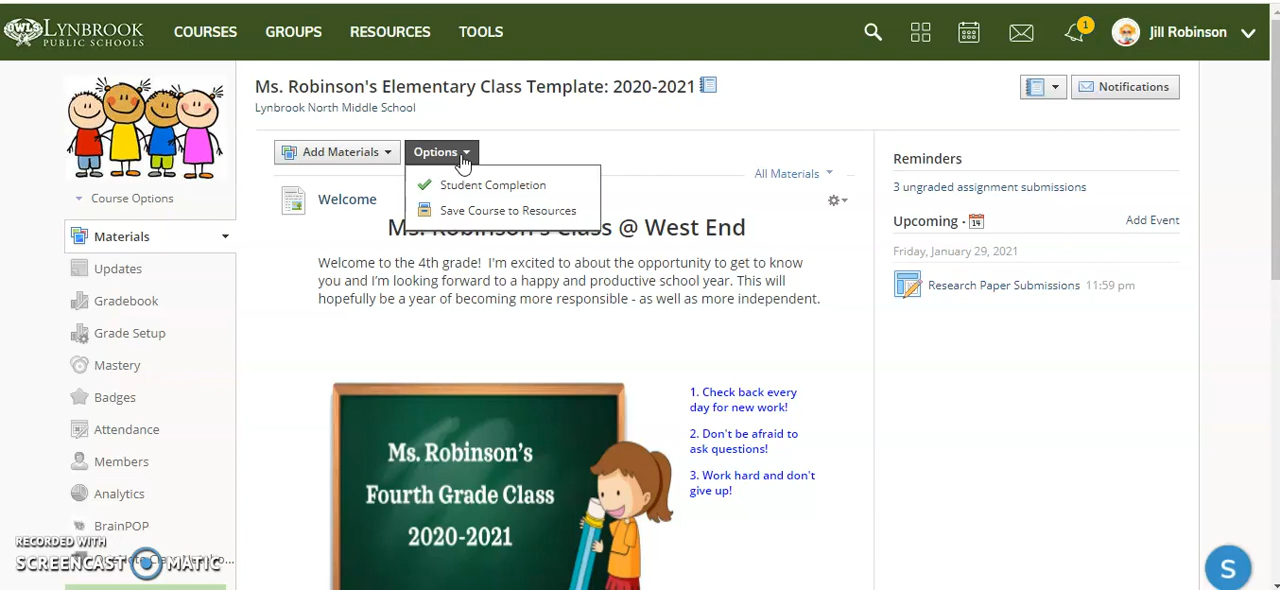 OWLS LYNBROOK
PUBLIC SCHOOLS
COURSES GROUPS RESOURCES TOOLS
1
Jill Robinson
Ms. Robinson's Elementary Class Template: 2020-2021
Lynbrook North Middle School
Notifications
Course Options
Materials
Updates
Gradebook
Grade Setup
Mastery
Badges
Attendance
Members
Analytics
BrainPOP
RECORDED WITH
SCREENCAST MATIC
Add Materials
Options
Student Completion
Save Course to Resources
All Materials
Welcome
Ms. Robinson's Class @ West End
Welcome to the 4th grade! I'm excited to about the opportunity to get to know
you and I'm looking forward to a happy and productive school year. This will
hopefully be a year of becoming more responsible - as well as more independent.
Ms. Robinson's
Fourth Grade Class
2020-2021
1. Check back every
day for new work!
2. Don't be afraid to
ask questions!
3. Work hard and don't
give up!
Reminders
3 ungraded assignment submissions
Upcoming · 14
Add Event
Friday, January 29, 2021
Research Paper Submissions 11:59 pm
S